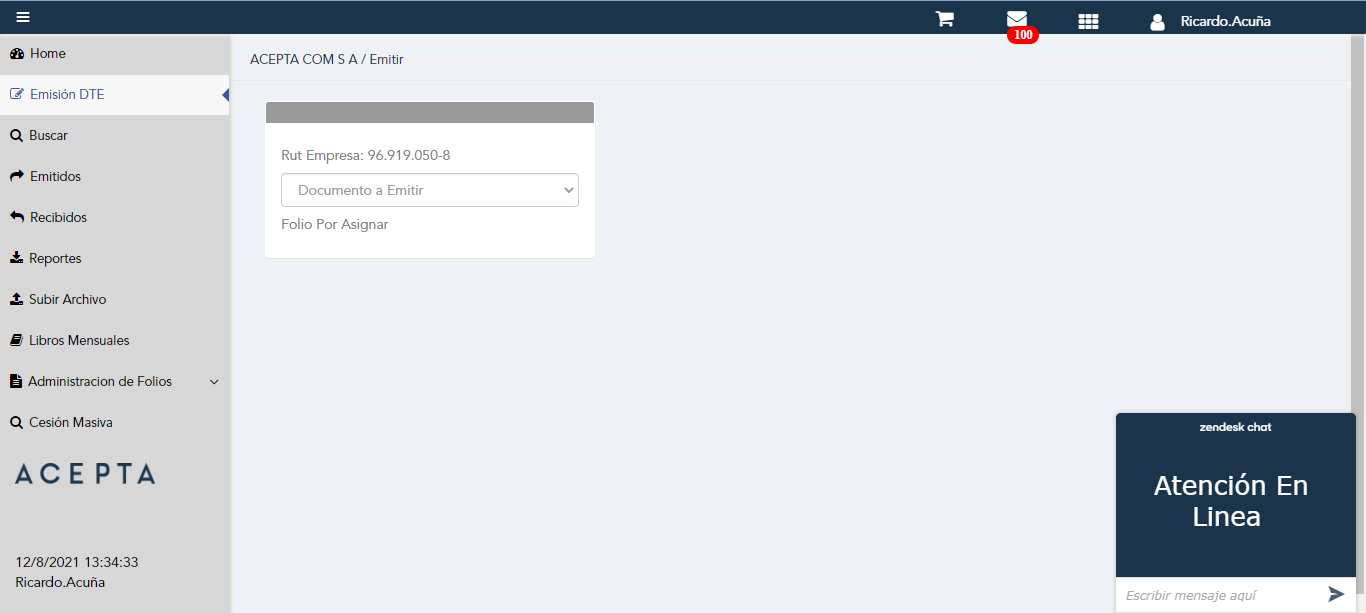 Ricardo.Acuña
100
Home
Emisión DTE
Buscar
Emitidos
Recibidos
Reportes
Subir Archivo
Libros Mensuales
Administracion de Folios
Cesión Masiva
ACEPTA
12/8/2021 13:34:33
Ricardo.Acuña
ACEPTA COM S A / Emitir
Rut Empresa: 96.919.050-8
Documento a Emitir
Folio Por Asignar
zendesk chat
Atención En
Linea
Escribir mensaje aquí